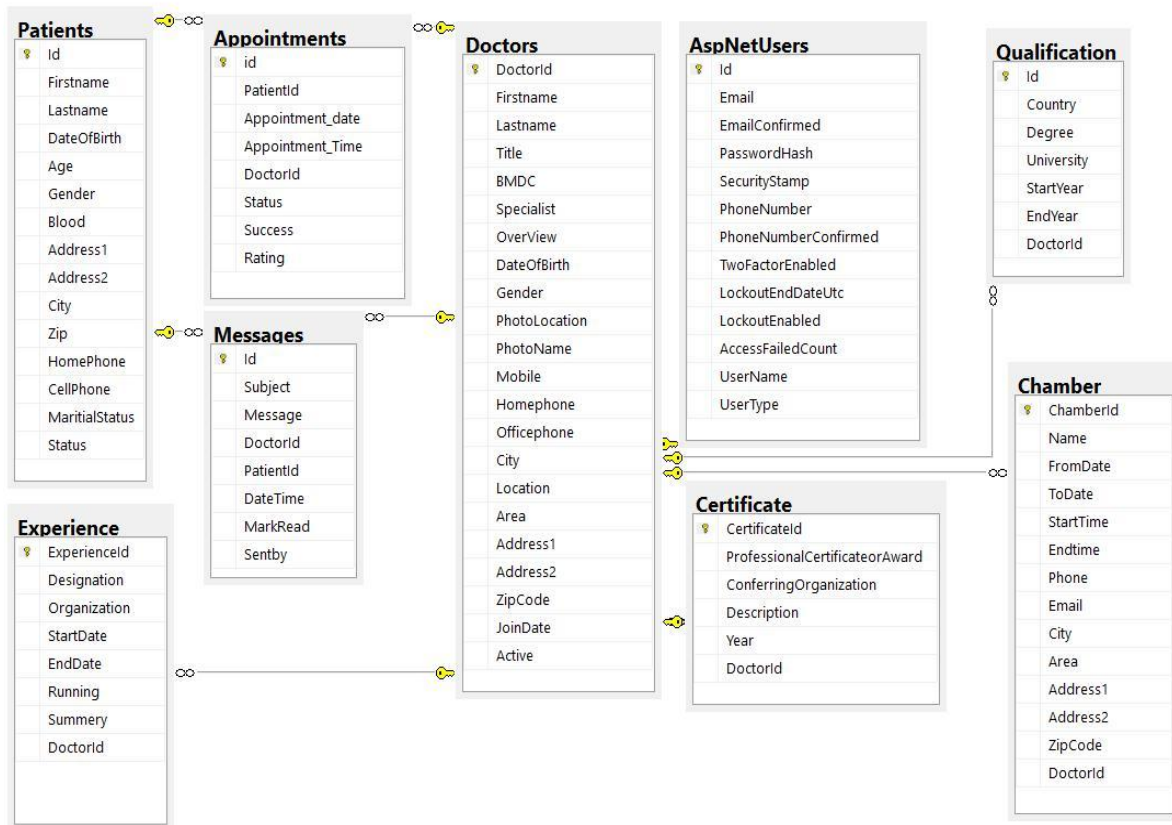 Patients
Id
Firstname
Lastname
DateOfBirth
Age
Gender
Blood
Address1
Address2
City
Zip
HomePhone
CellPhone
MaritialStatus
Status
Appointments
id
PatientId
Appointment_date
Appointment_Time
DoctorId
Status
Success
Rating
Messages
Id
Subject
Message
DoctorId
PatientId
DateTime
MarkRead
Sentby
Experience
ExperienceId
Designation
Organization
StartDate
EndDate
Running
Summery
DoctorId
Doctors
DoctorId
Firstname
Lastname
Title
BMDC
Specialist
OverView
DateOfBirth
Gender
PhotoLocation
PhotoName
Mobile
Homephone
Officephone
City
Location
Area
Address1
Address2
ZipCode
JoinDate
Active
AspNetUsers
Id
Email
EmailConfirmed
PasswordHash
SecurityStamp
PhoneNumber
PhoneNumberConfirmed
TwoFactorEnabled
LockoutEndDateUtc
LockoutEnabled
AccessFailedCount
UserName
UserType
Certificate
CertificateId
ProfessionalCertificateorAward
ConferringOrganization
Description
Year
DoctorId
Qualification
Id
Country
Degree
University
StartYear
EndYear
DoctorId
Chamber
ChamberId
Name
FromDate
ToDate
StartTime
Endtime
Phone
Email
City
Area
Address1
Address2
ZipCode
DoctorId